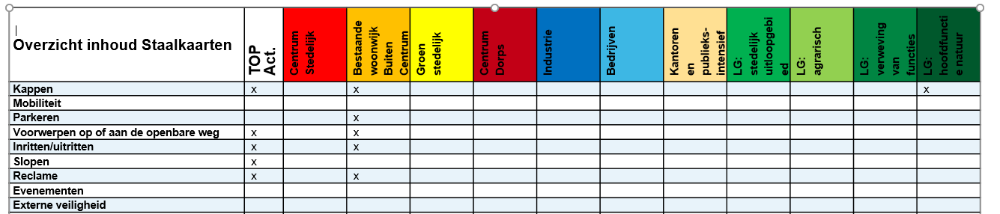 Overzicht inhoud Staalkaarten
TOP
Act.
Centrum
Stedelijk
Bestaande
woonwijk
Buiten
Centrum
Groen
stedelijk
Centrum
Dorps
Industrie
Bedrijven
Kantoren
en
publieks-
intensief
LG:
stedelijk
uitloopgebi
ed
LG:
agrarisch
LG:
verweving
van
functies
LG:
hoofdfuncti
e natuur
Kappen x x x
Mobiliteit
Parkeren x
Voorwerpen op of aan de openbare weg x x
Inritten/uitritten x x
Slopen x
Reclame x x
Evenementen
Externe veiligheid